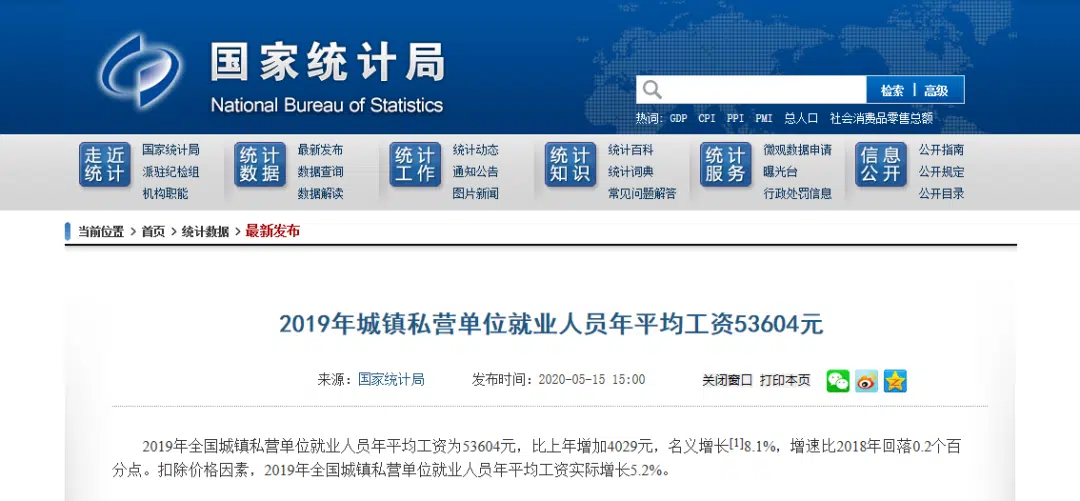 国家统计局
National Bureau of Statistics
检索 | 高级
热词：GDP CPI PPI PMI 总人口 社会消费品零售总额
走近统计
国家统计局
派驻纪检组
机构职能
统计数据
最新发布
数据查询
数据解读
统计工作
统计动态
通知公告
图片新闻
统计知识
统计百科
统计词典
常见问题解答
统计服务
微观数据申请
曝光台
行政处罚信息
信息公开
公开指南
公开规定
公开目录
当前位置 > 首页 > 统计数据 > 最新发布
2019年城镇私营单位就业人员年平均工资53604元
来源：国家统计局 发布时间：2020-05-15 15:00 关闭窗口 打印本页
2019年全国城镇私营单位就业人员年平均工资为53604元，比上年增加4029元，名义增长[1]8.1%，增速比2018年回落0.2个百
分点。扣除价格因素，2019年全国城镇私营单位就业人员年平均工资实际增长5.2%。